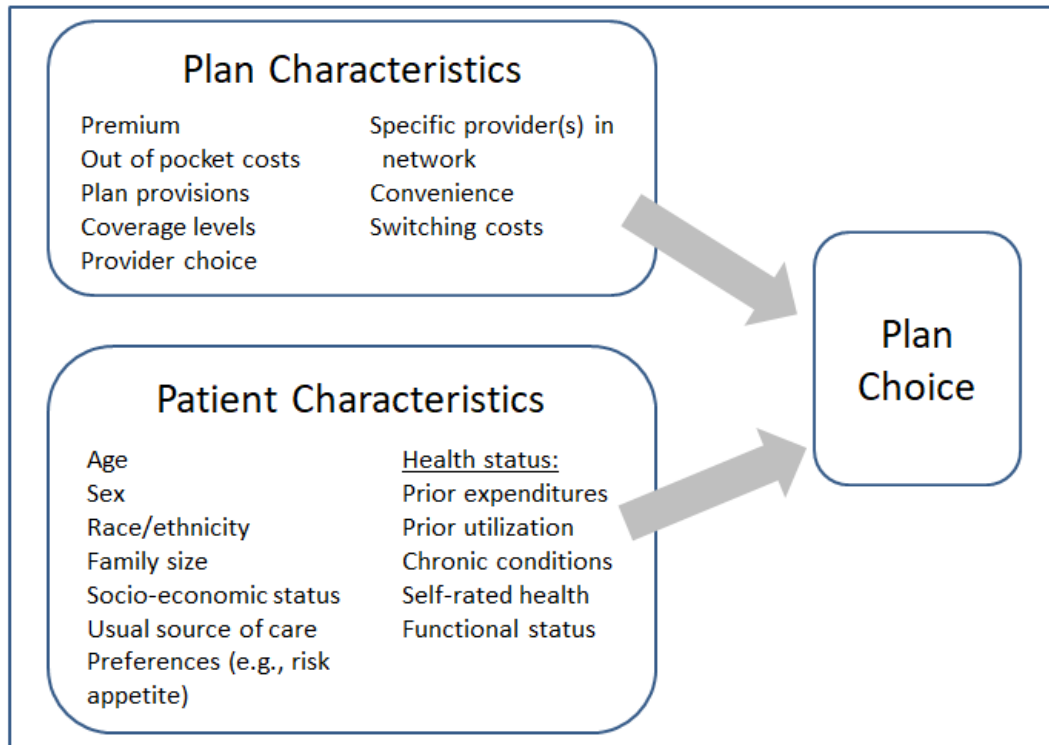 Plan Characteristics
Premium
Out of pocket costs
Plan provisions
Coverage levels
Provider choice
Specific provider(s) in
network
Convenience
Switching costs
Patient Characteristics
Age
Sex
Race/ethnicity
Family size
Socio-economic status
Usual source of care
Preferences (e.g., risk
appetite)
Health status:
Prior expenditures
Prior utilization
Chronic conditions
Self-rated health
Functional status
Plan
Choice